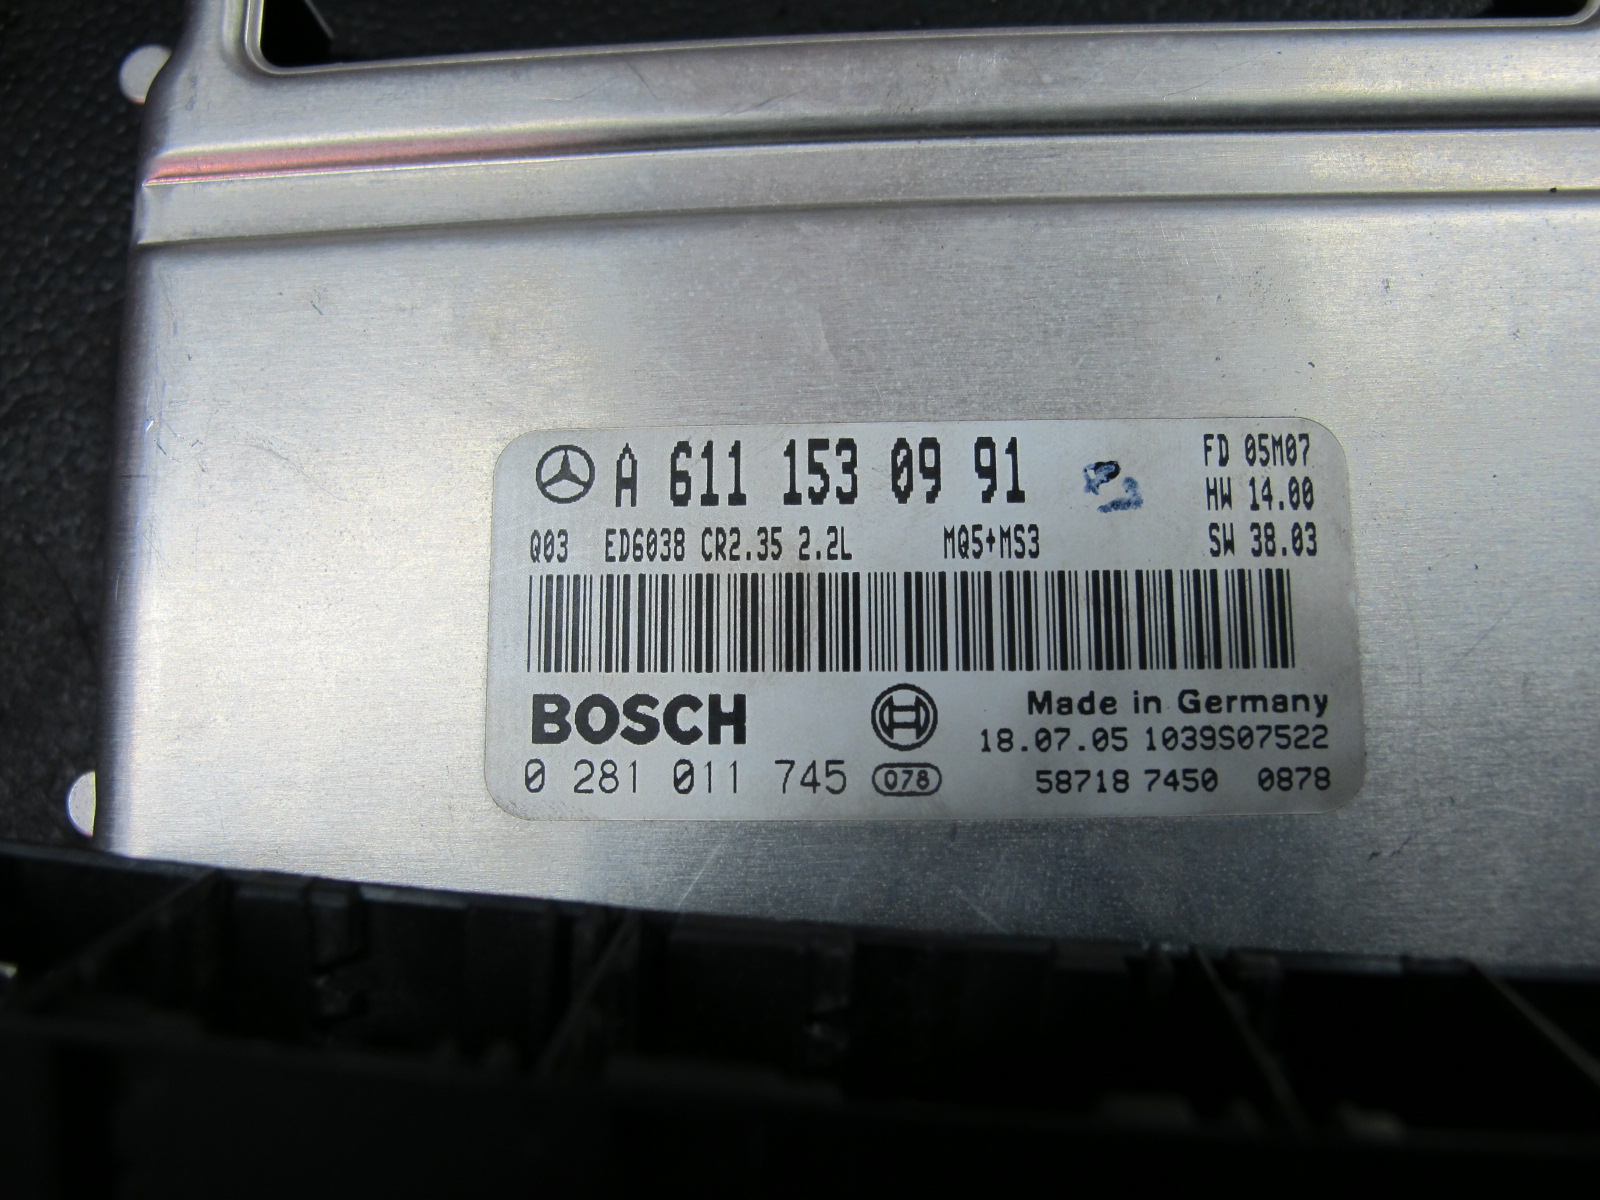 A 611 153 09 91
FD 05M07
HW 14.00
Q03 ED6038 CR2.35 2.2L MQ5+MS3 SW 38.03
BOSCH
Made in Germany
18.07.05 1039S07522
0 281 011 745 078 58718 7450 0878